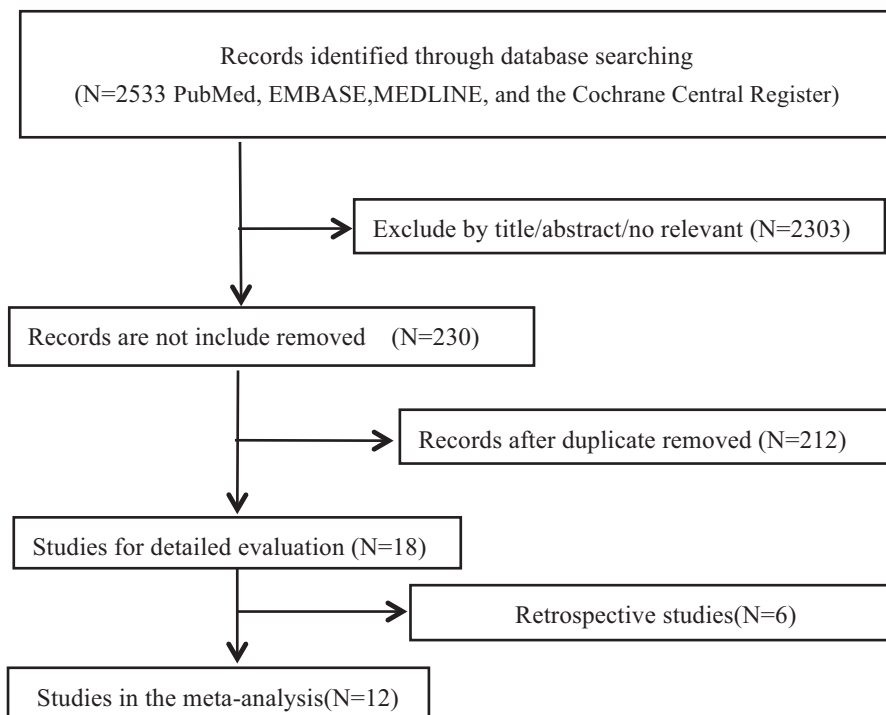 Records identified through database searching
(N=2533 PubMed, EMBASE,MEDLINE, and the Cochrane Central Register)
Exclude by title/abstract/no relevant (N=2303)
Records are not include removed (N=230)
Records after duplicate removed (N=212)
Studies for detailed evaluation (N=18)
Retrospective studies(N=6)
Studies in the meta-analysis(N=12)